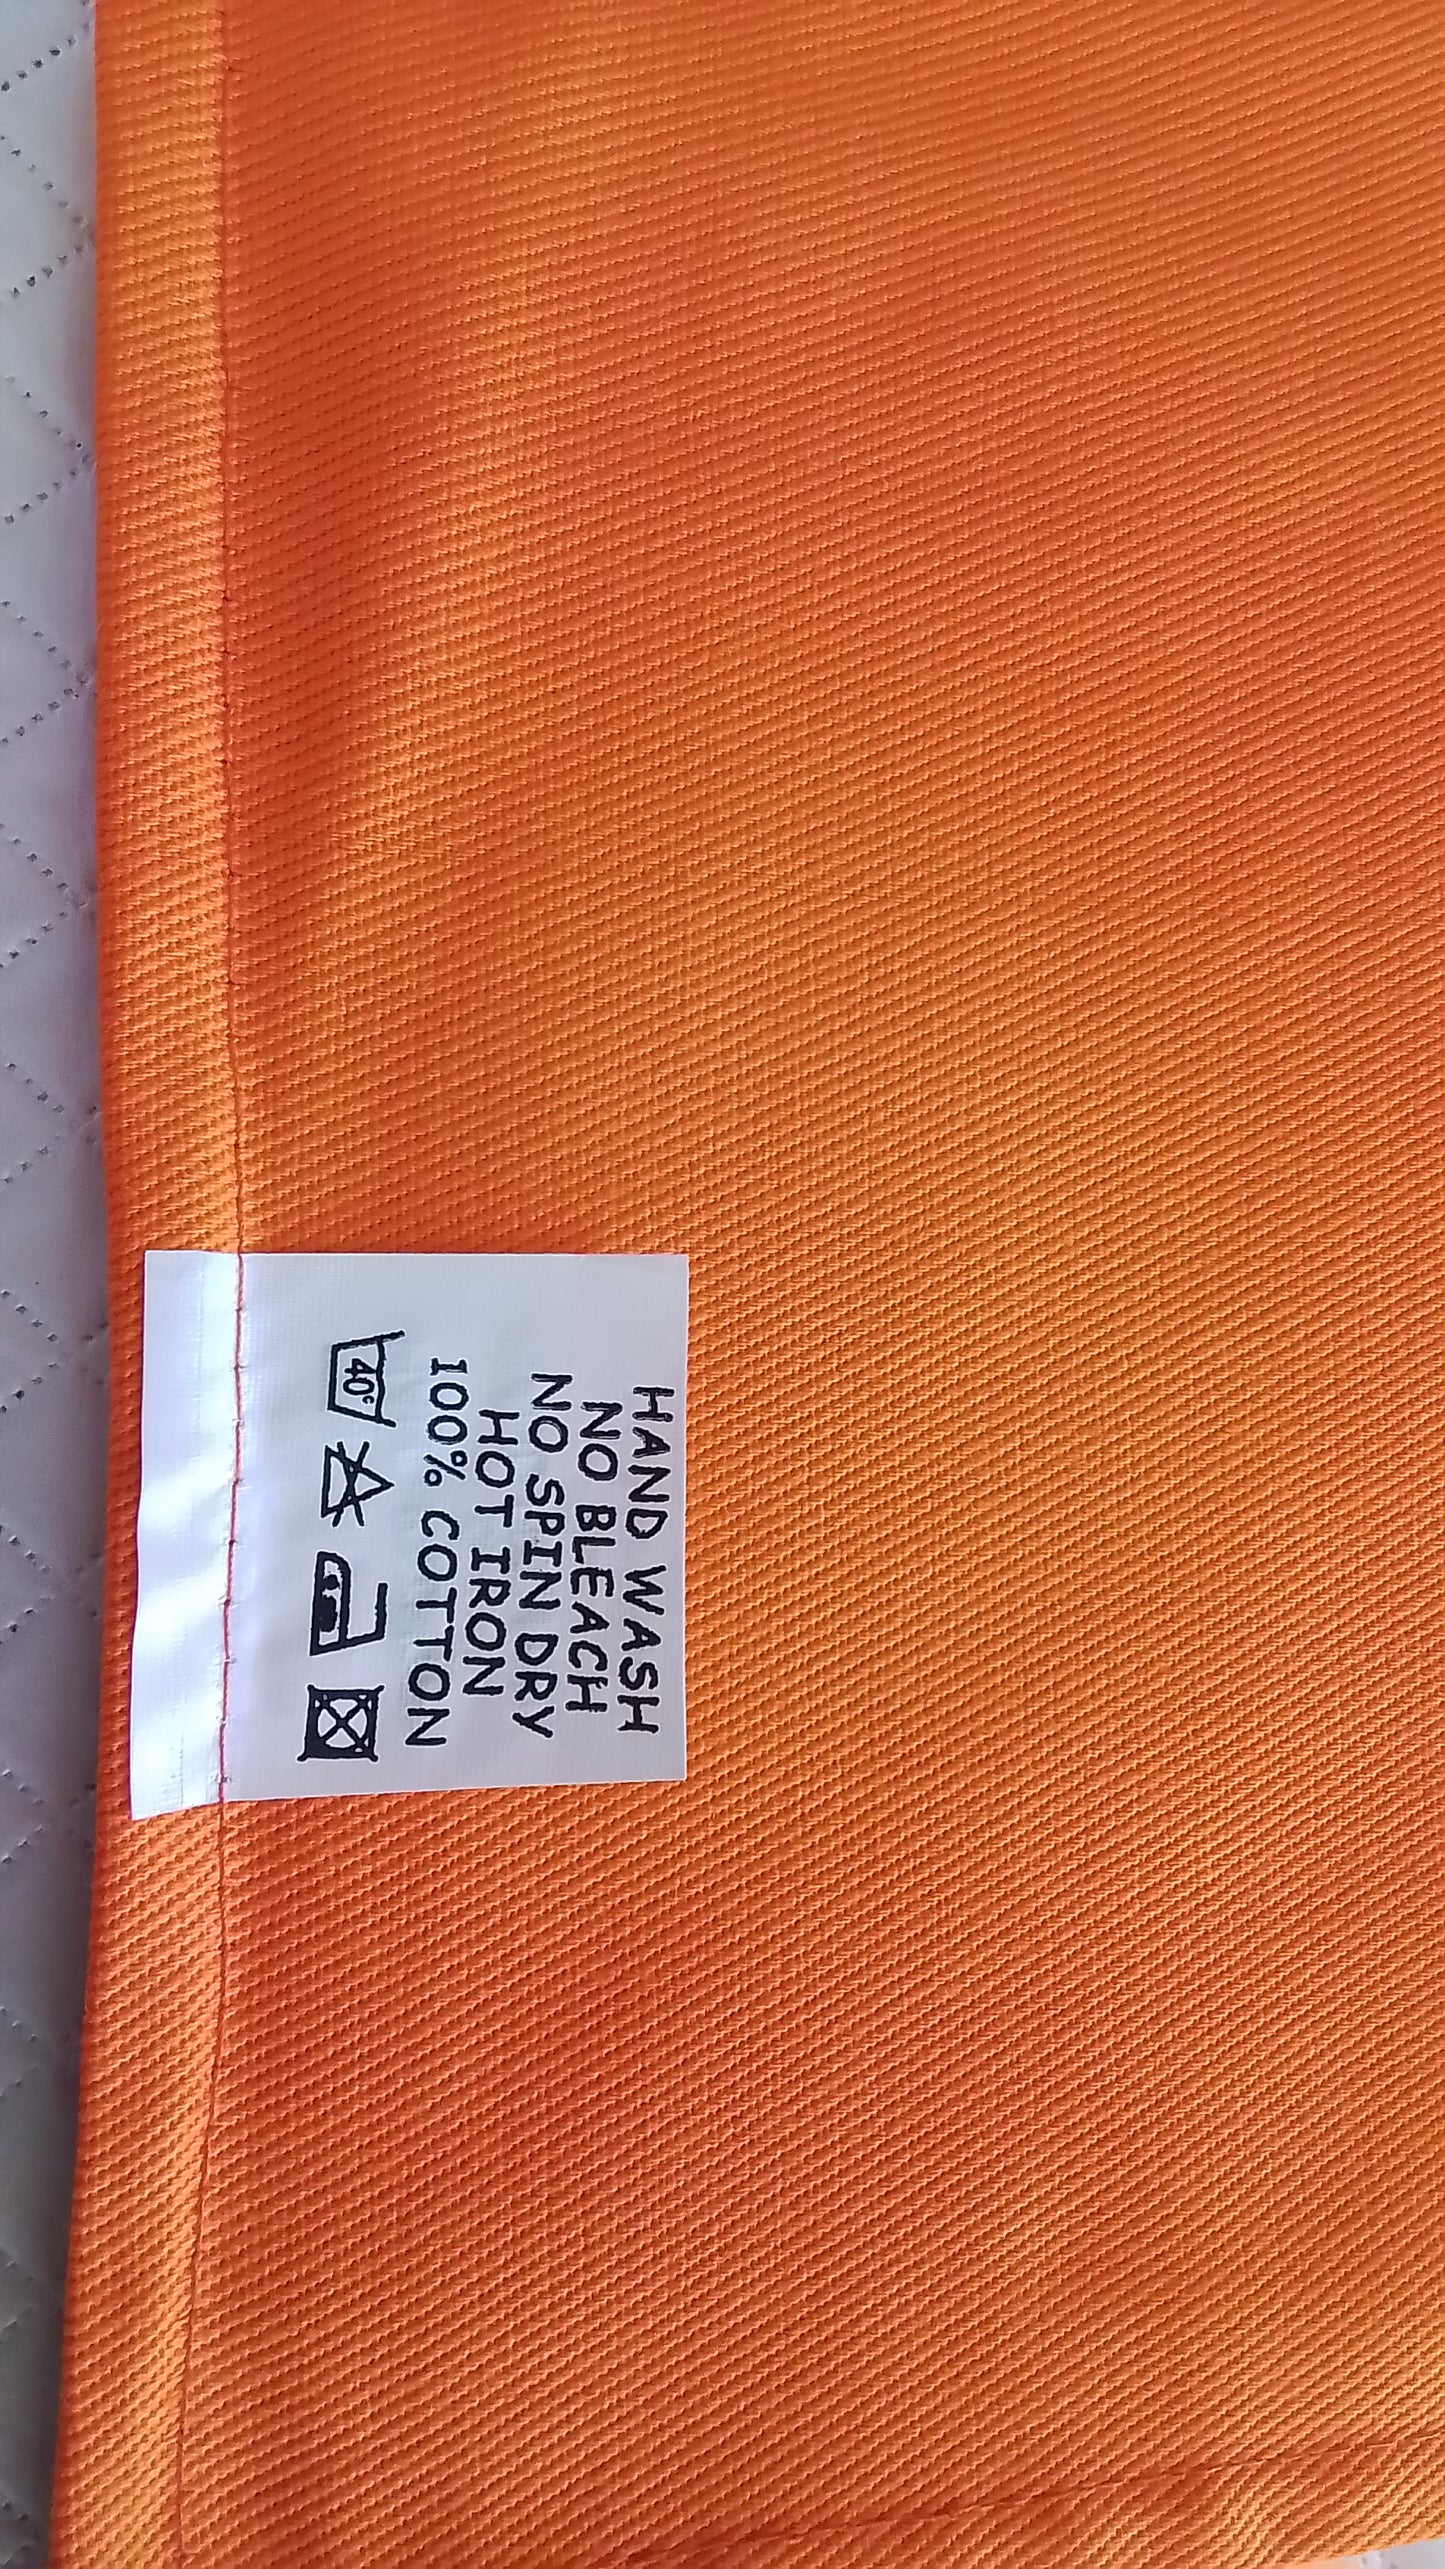 HAND WASH
NO BLEACH
NO SPIN DRY
HOT IRON
100% COTTON
40°